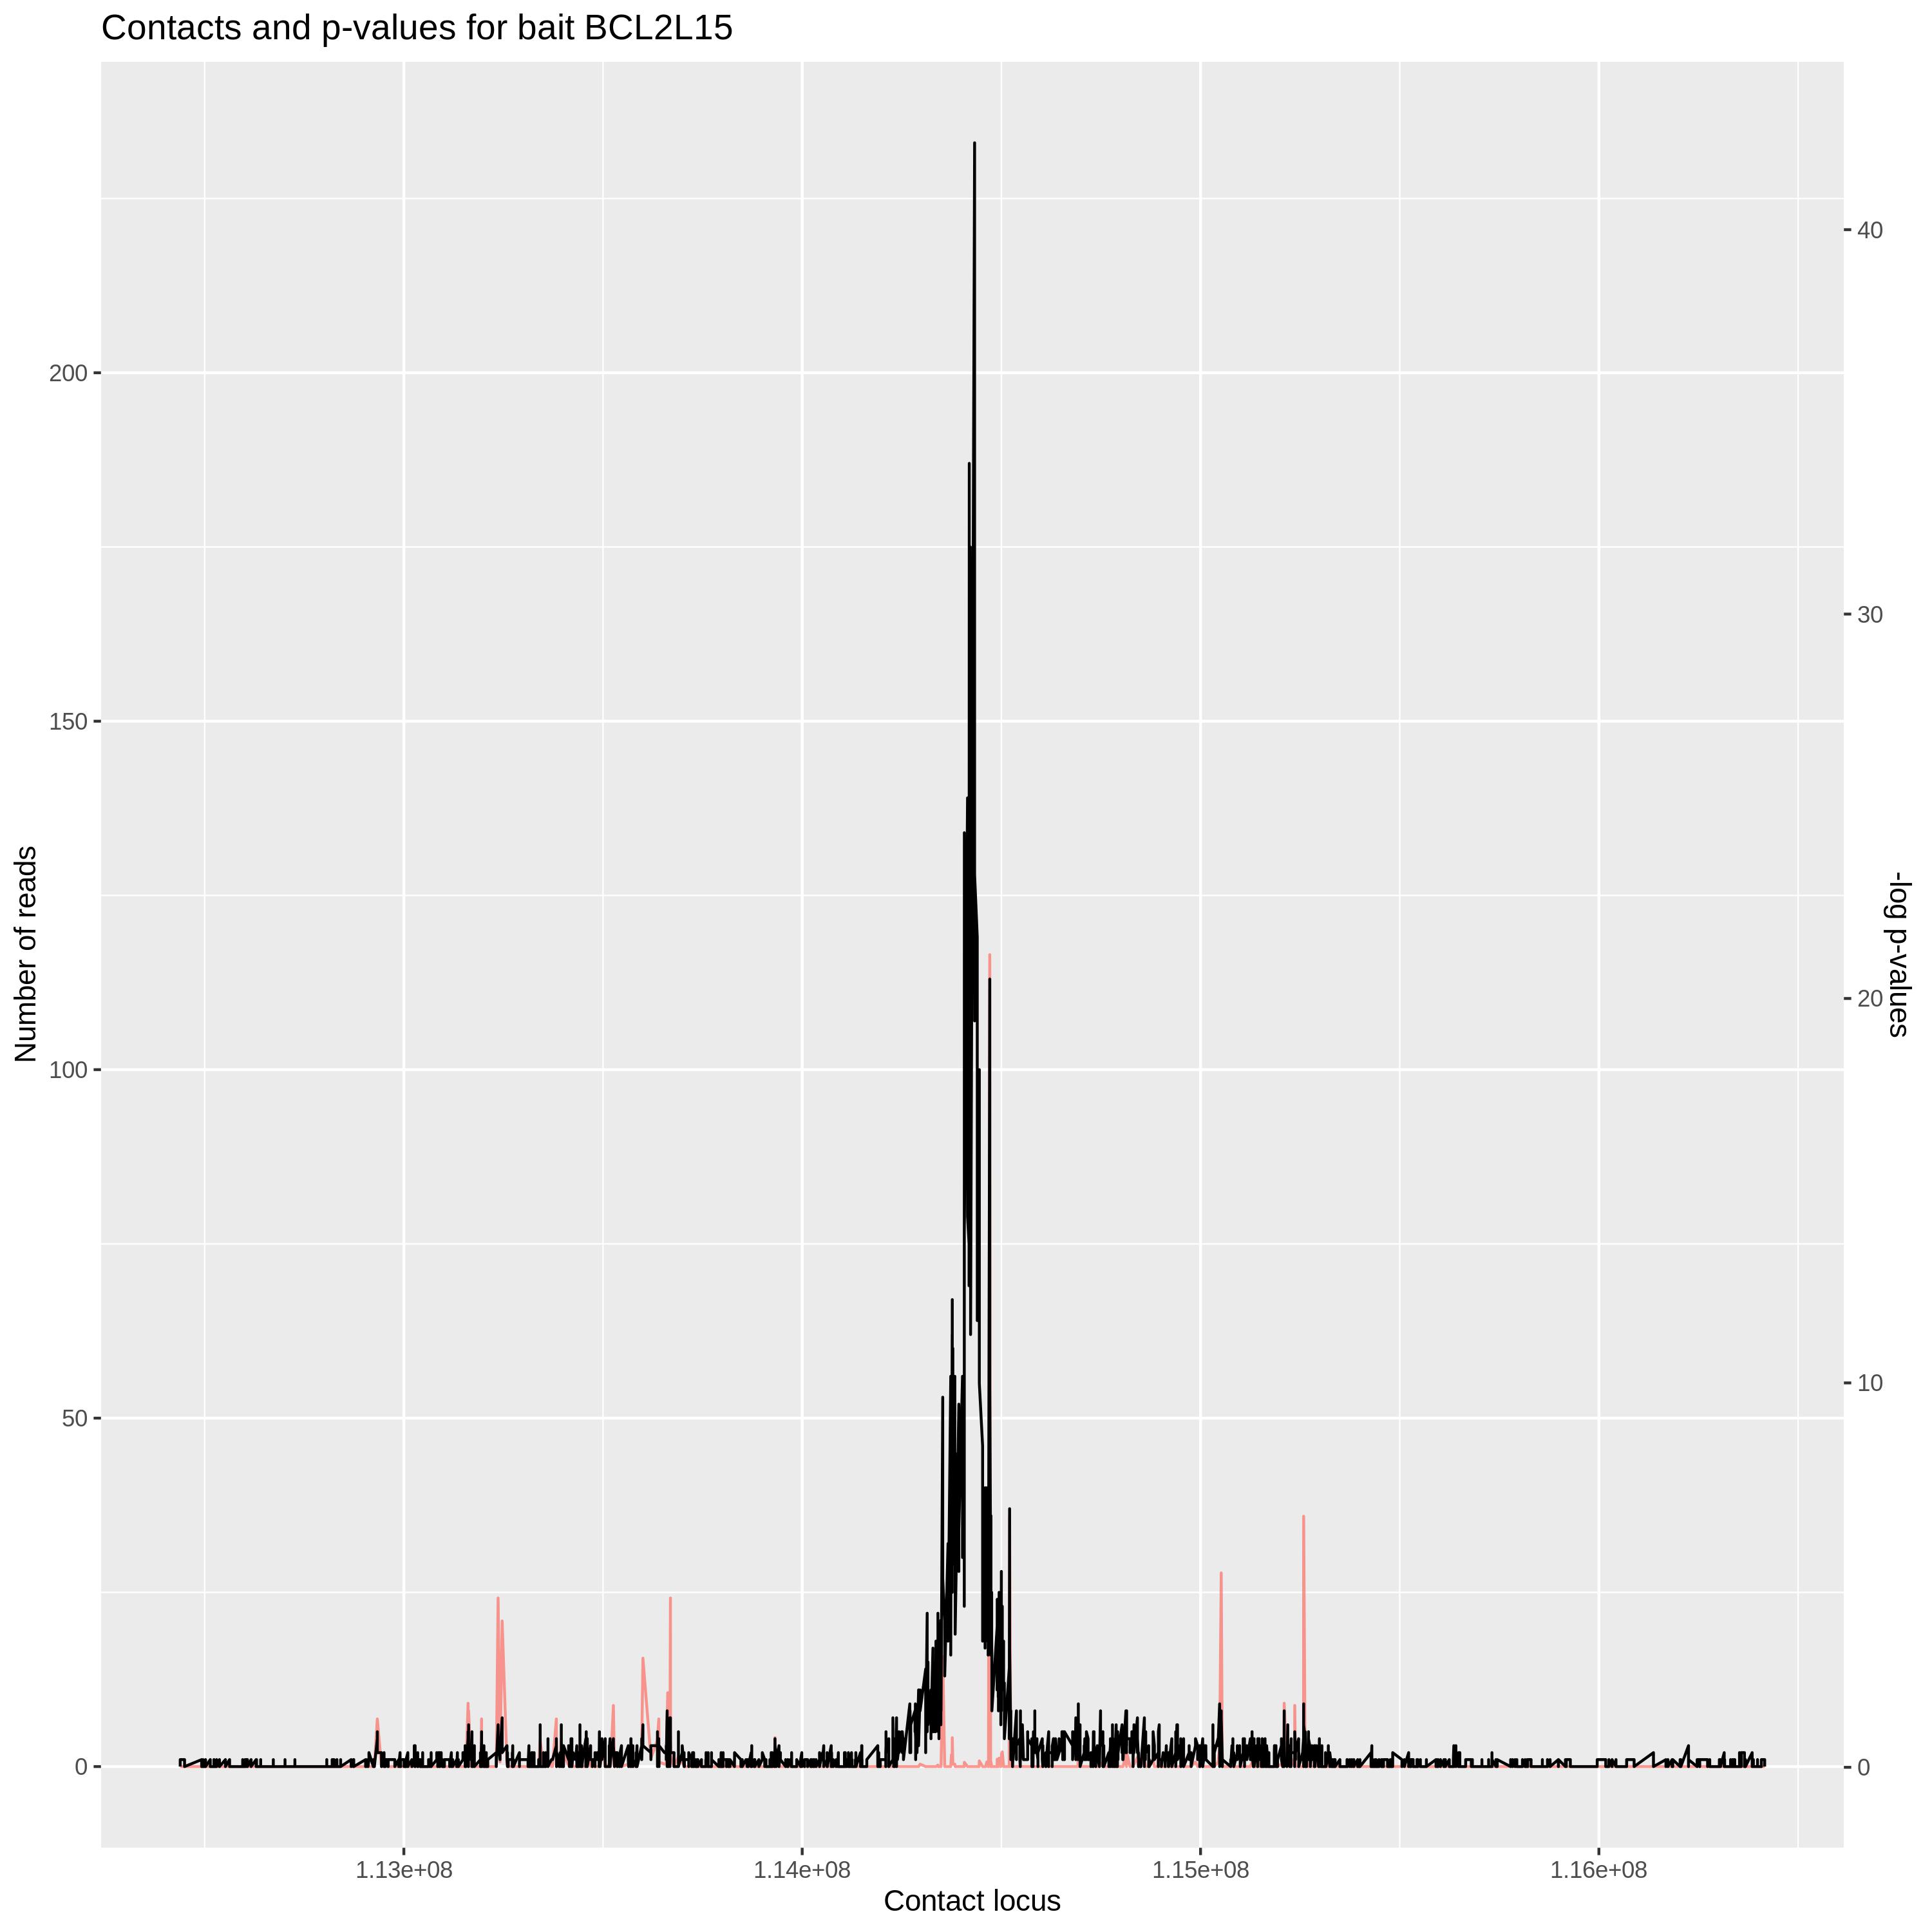 Contacts and p-values for bait BCL2L15
Number of reads
200
150
100
50
0
40
30
20
10
0
-log p-values
1.13e+08
1.14e+08
1.15e+08
1.16e+08
Contact locus